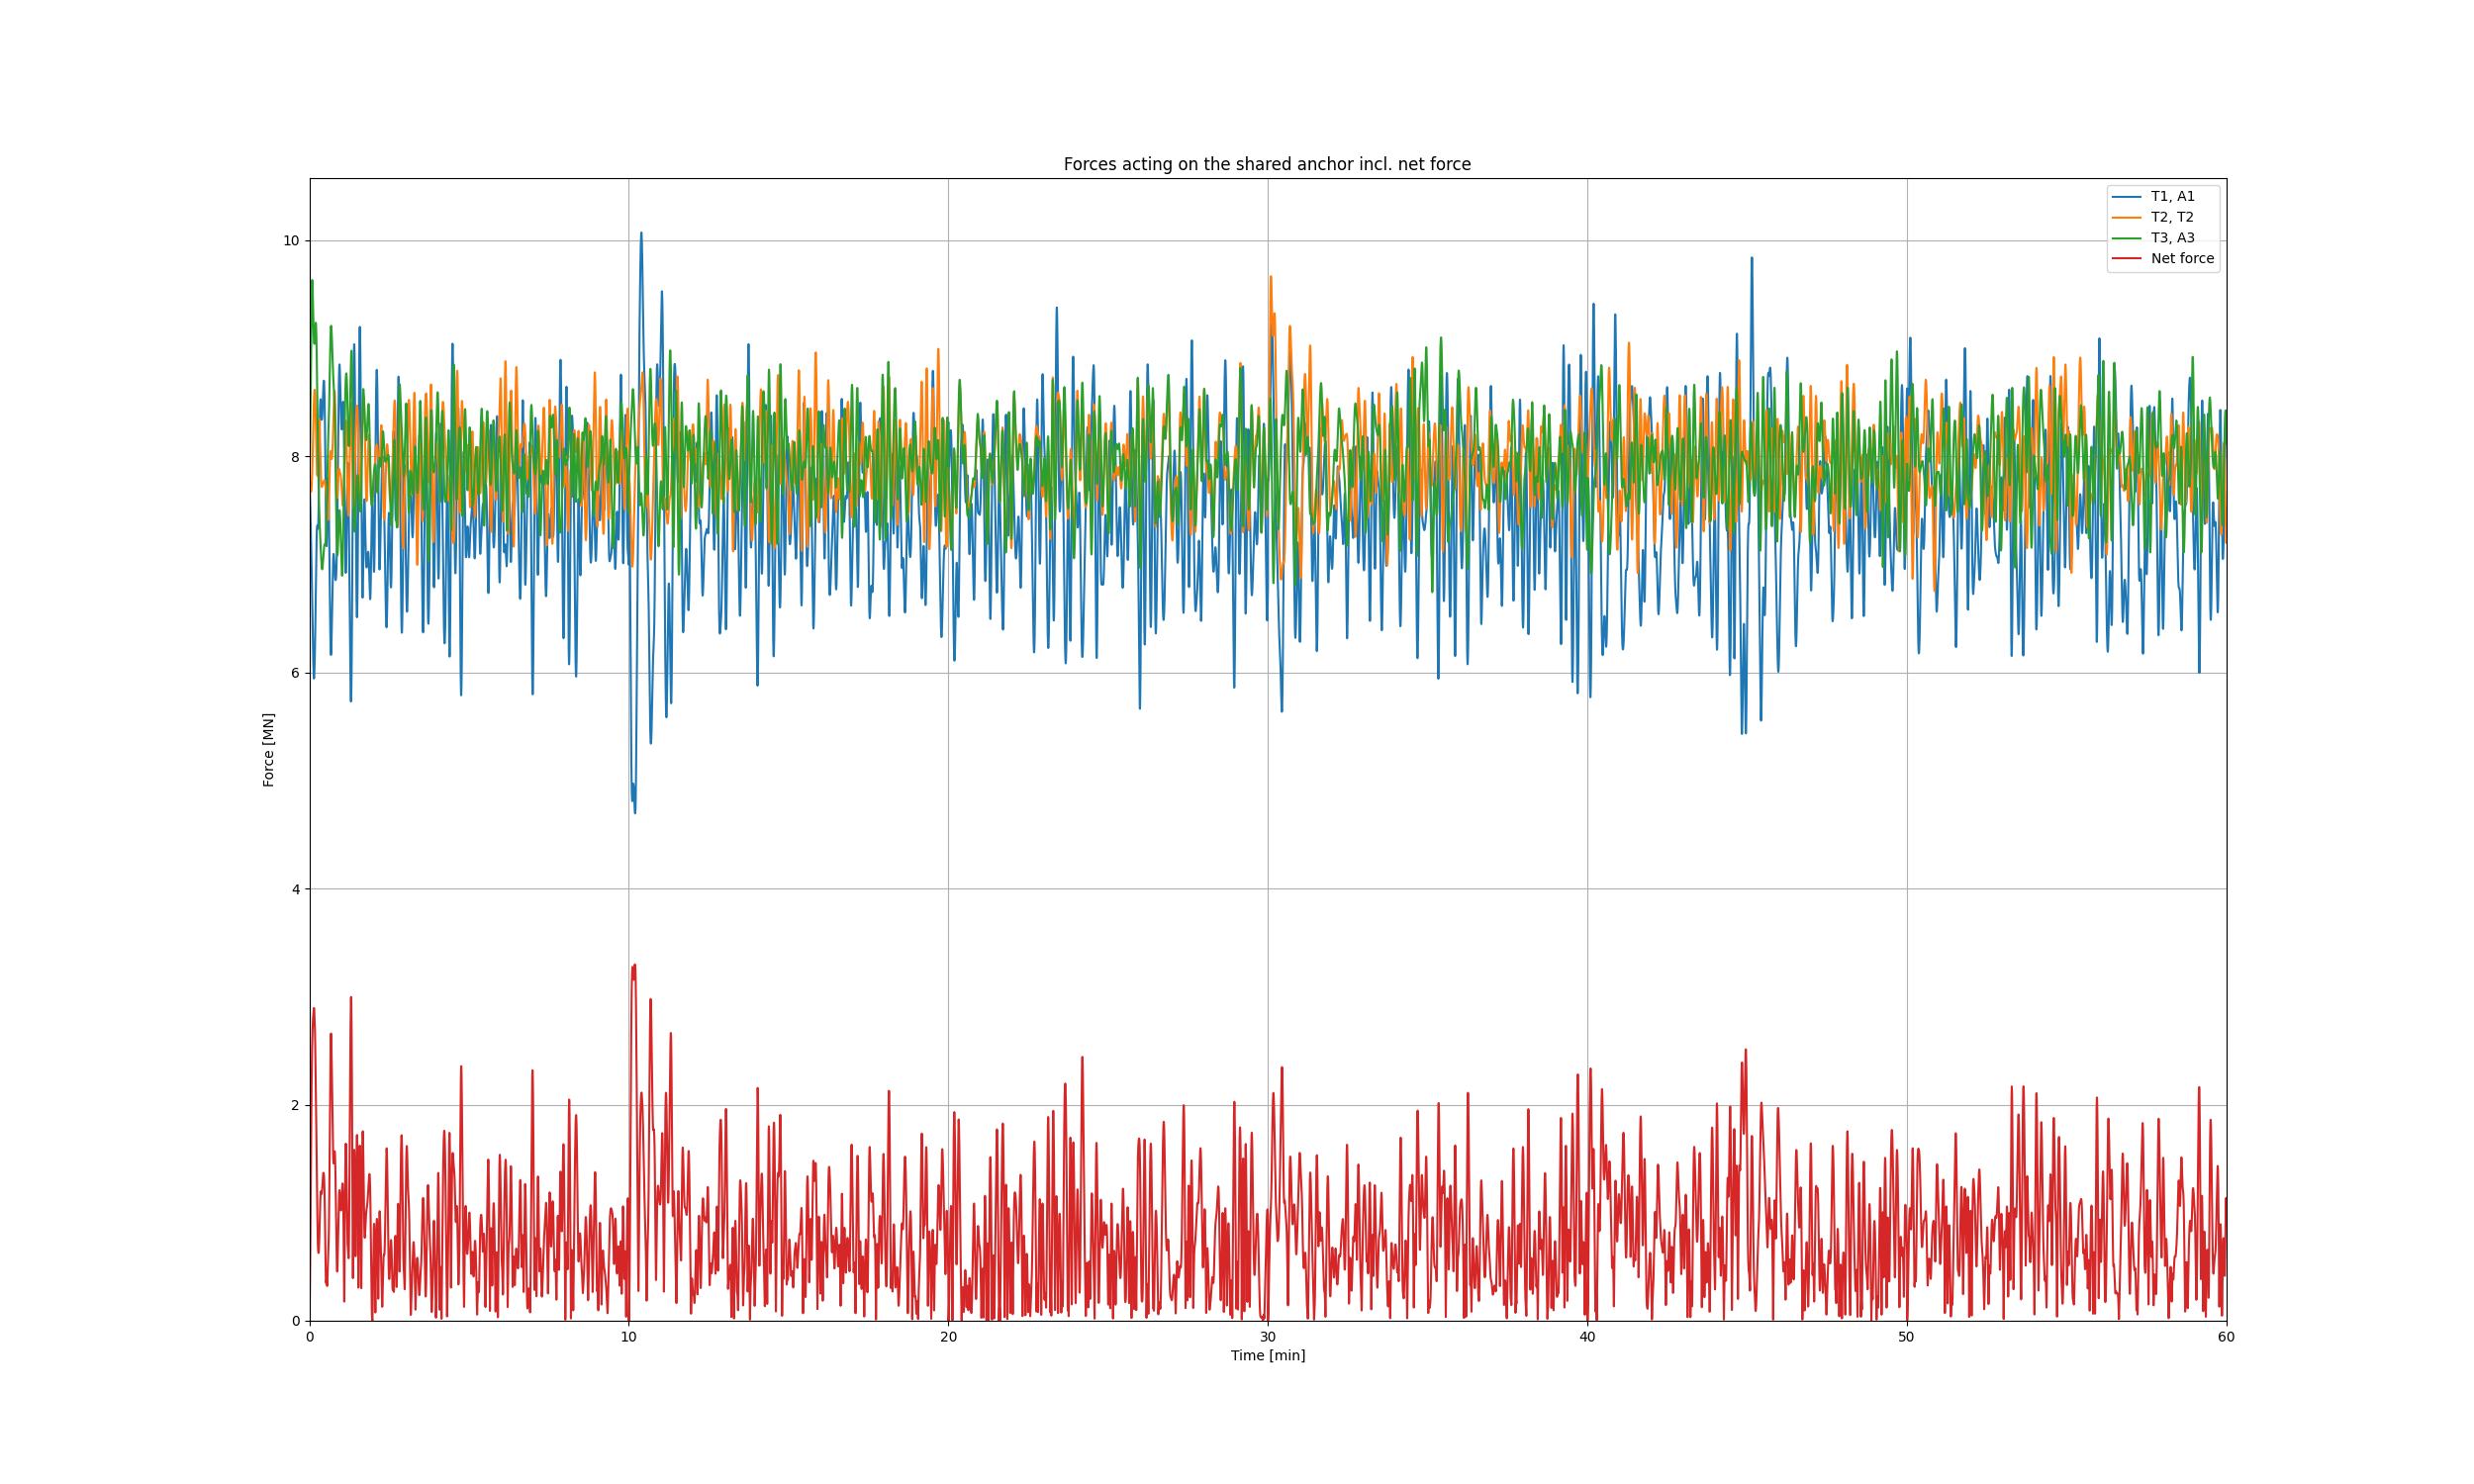 Forces acting on the shared anchor incl. net force
T1, A1
T2, T2
T3, A3
Net force
10
8
6
4
2
0
Force [MN]
0 10 20 30 40 50 60
Time [min]